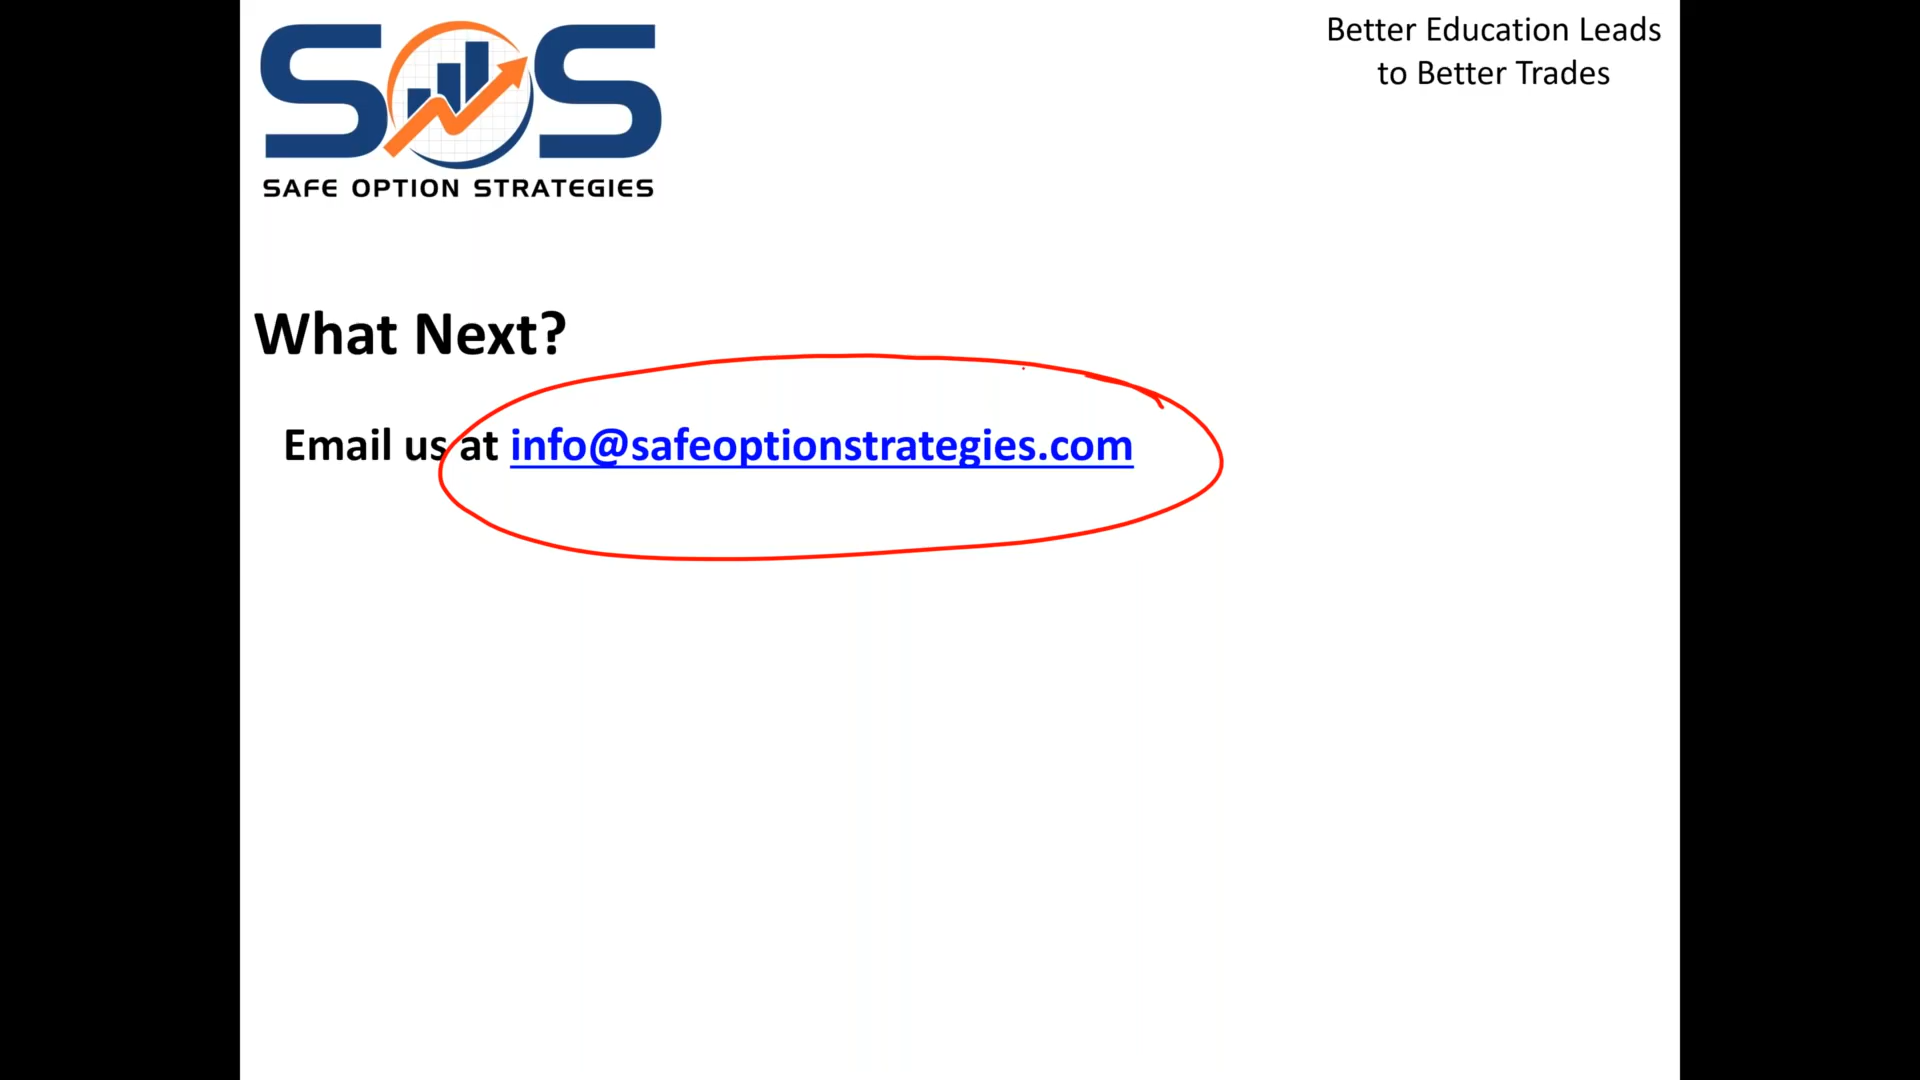 SOS
SAFE OPTION STRATEGIES
Better Education Leads
to Better Trades
What Next?
Email us at info@safeoptionstrategies.com